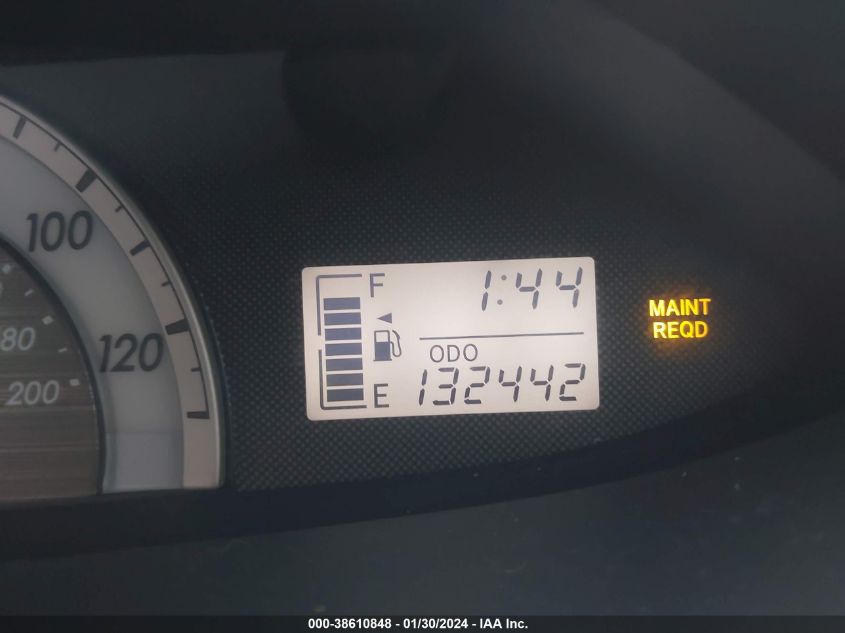 100
120
80
200
F
1:44
ODO
E
132442
MAINT
REQD
000-38610848 - 01/30/2024 - IAA Inc.